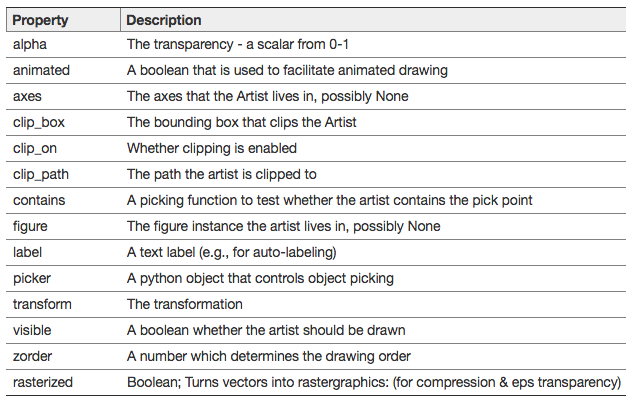 Property Description
alpha The transparency - a scalar from 0-1
animated A boolean that is used to facilitate animated drawing
axes The axes that the Artist lives in, possibly None
clip_box The bounding box that clips the Artist
clip_on Whether clipping is enabled
clip_path The path the artist is clipped to
contains A picking function to test whether the artist contains the pick point
figure The figure instance the artist lives in, possibly None
label A text label (e.g., for auto-labeling)
picker A python object that controls object picking
transform The transformation
visible A boolean whether the artist should be drawn
zorder A number which determines the drawing order
rasterized Boolean; Turns vectors into rastergraphics: (for compression & eps transparency)